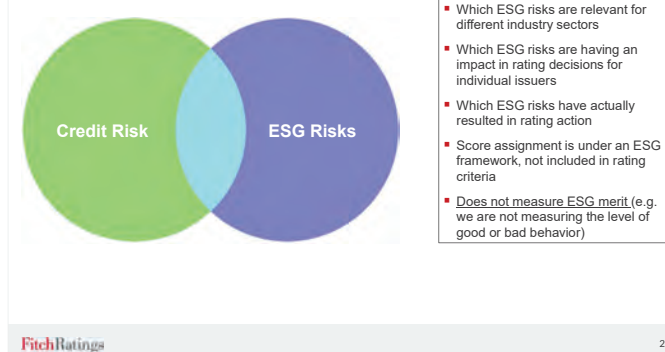 Credit Risk
ESG Risks
▪ Which ESG risks are relevant for
different industry sectors
▪ Which ESG risks are having an
impact in rating decisions for
individual issuers
▪ Which ESG risks have actually
resulted in rating action
▪ Score assignment is under an ESG
framework, not included in rating
criteria
▪ Does not measure ESG merit (e.g.
we are not measuring the level of
good or bad behavior)
FitchRatings
2